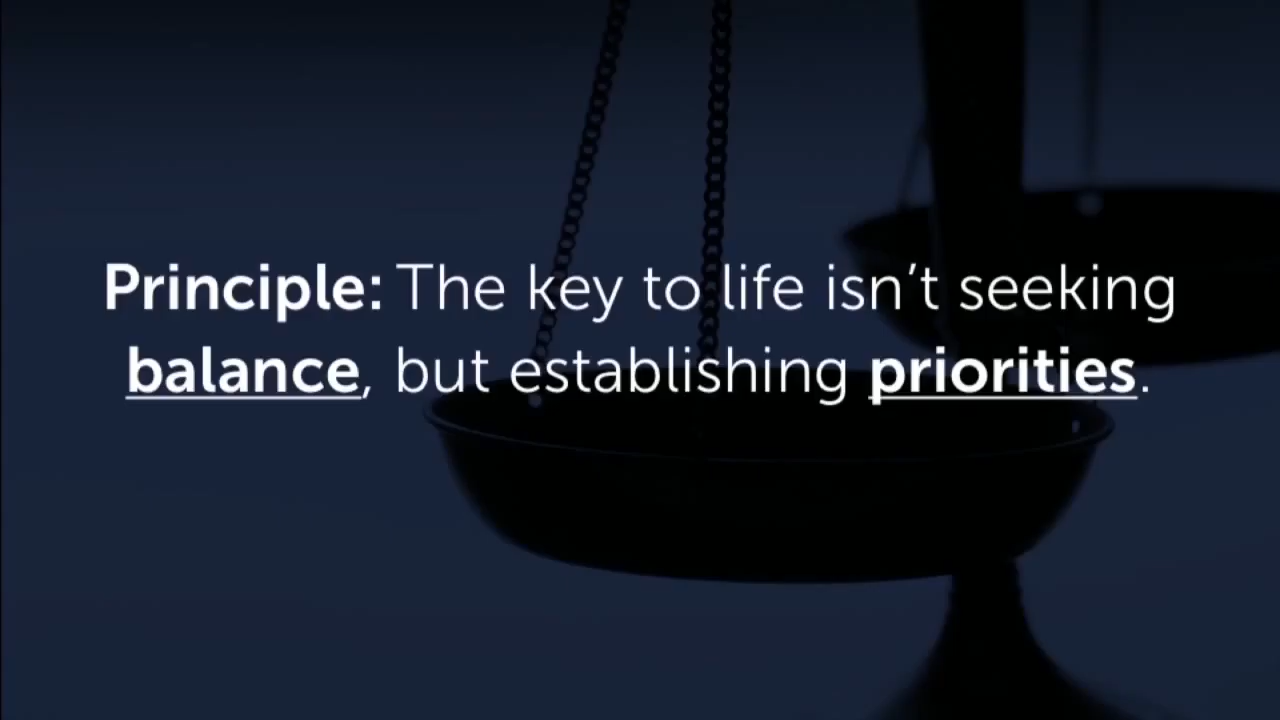 Principle: The key to life isn’t seeking
balance, but establishing priorities.